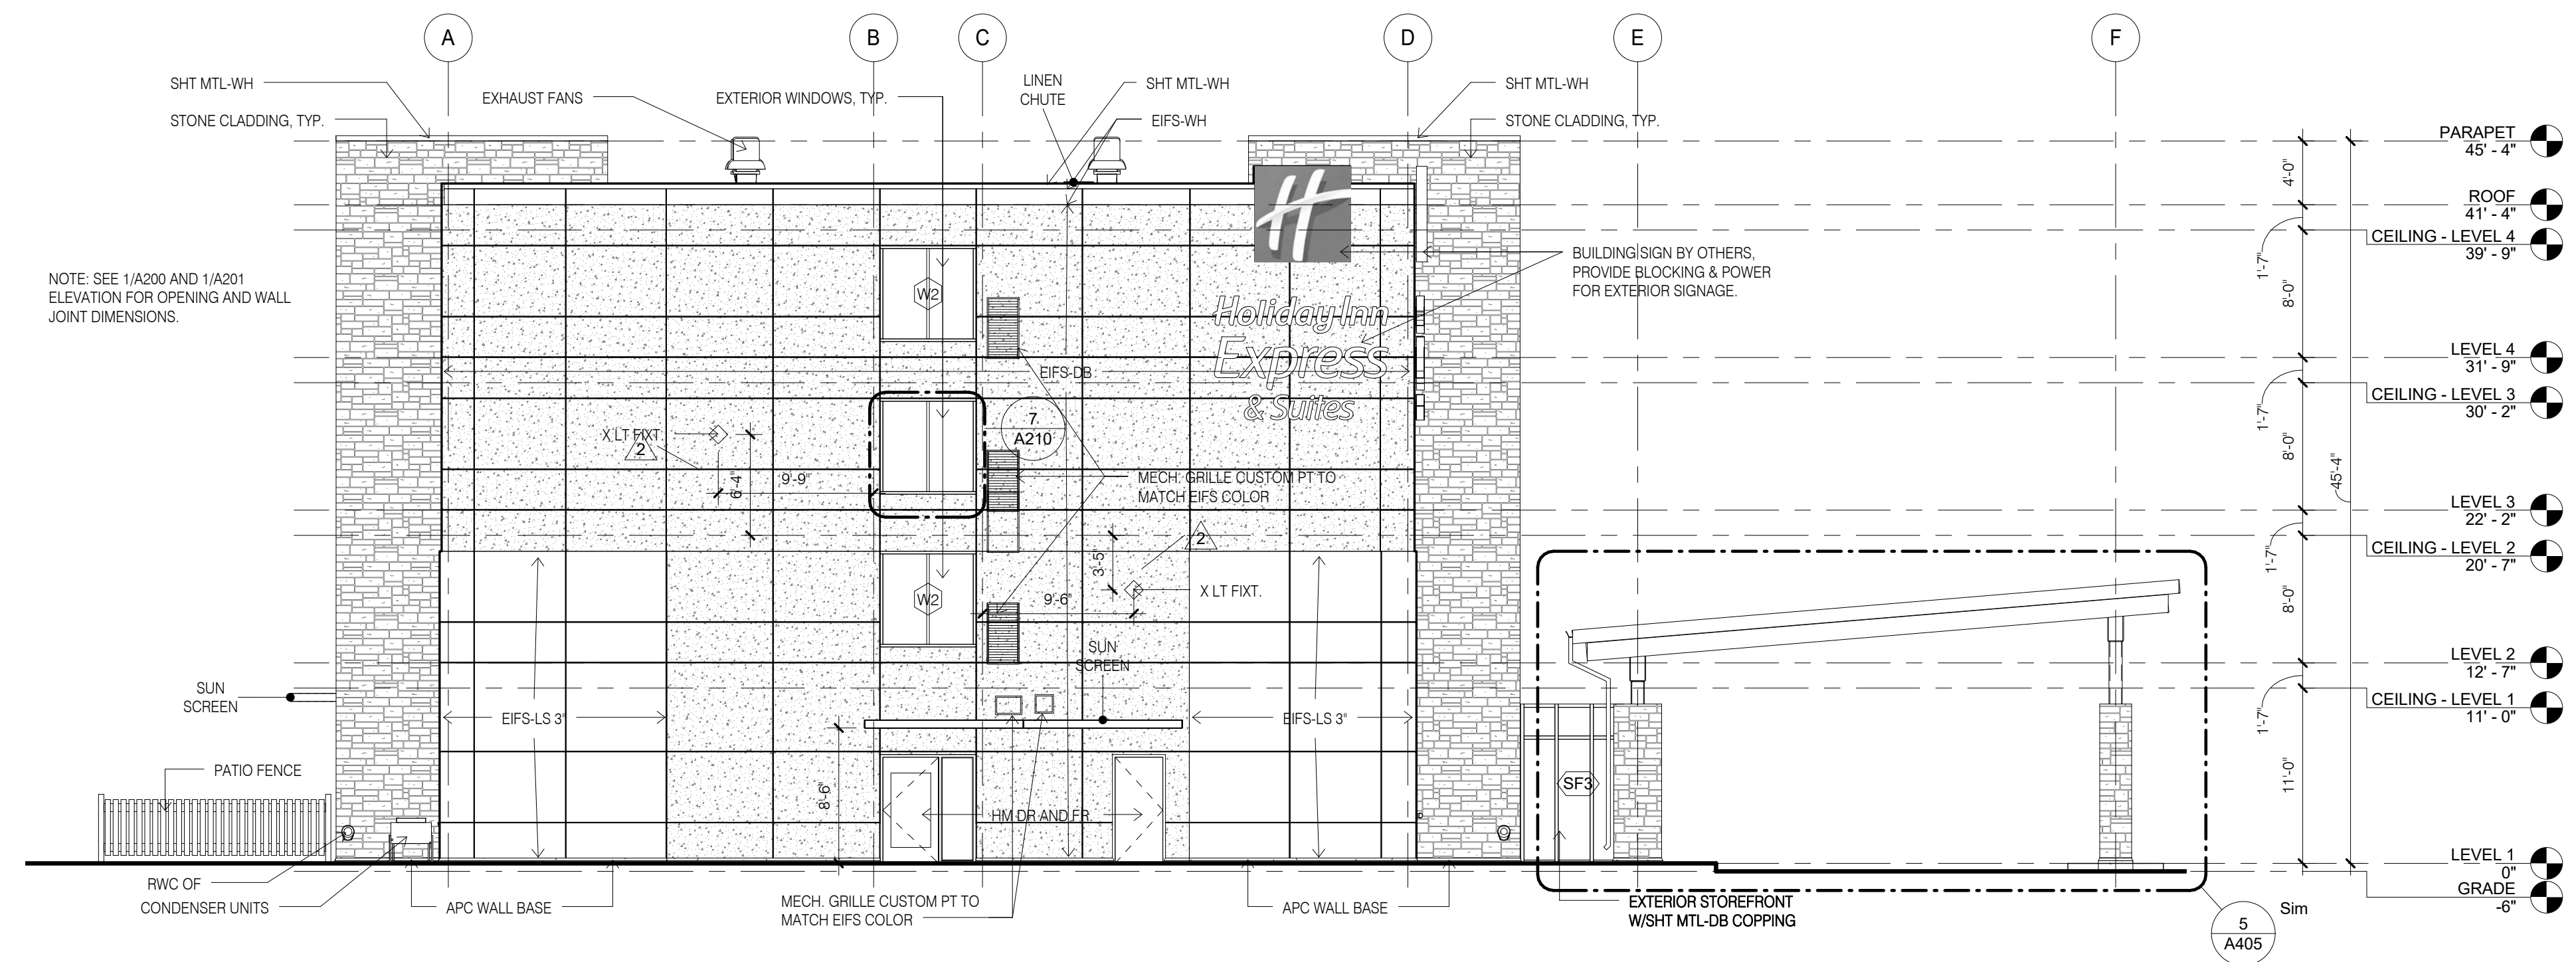 A
B
C
D
E
F
SHT MTL-WH
STONE CLADDING, TYP.
EXHAUST FANS
EXTERIOR WINDOWS, TYP.
LINEN
CHUTE
SHT MTL-WH
EIFS-WH
SHT MTL-WH
STONE CLADDING, TYP.
NOTE: SEE 1/A200 AND 1/A201
ELEVATION FOR OPENING AND WALL
JOINT DIMENSIONS.
BUILDING SIGN BY OTHERS,
PROVIDE BLOCKING & POWER
FOR EXTERIOR SIGNAGE.
H
Holiday Inn
Express
& Suites
W2
EIFS-DB
7
A210
X LT FIXT.
2
6'-4"
9'-9"
MECH. GRILLE CUSTOM PT TO
MATCH EIFS COLOR
2
3'-5"
X LT FIXT.
9'-6"
W2
SUN
SCREEN
SUN
SCREEN
EIFS-LS 3"
EIFS-LS 3"
PATIO FENCE
8'-6"
HM DR AND FR.
SF3
RWC OF
CONDENSER UNITS
APC WALL BASE
MECH. GRILLE CUSTOM PT TO
MATCH EIFS COLOR
APC WALL BASE
EXTERIOR STOREFRONT
W/SHT MTL-DB COPPING
5
A405
Sim
PARAPET
45' - 4"
4'-0"
ROOF
41' - 4"
1'-7"
CEILING - LEVEL 4
39' - 9"
8'-0"
LEVEL 4
31' - 9"
1'-7"
CEILING - LEVEL 3
30' - 2"
8'-0"
45'-4"
LEVEL 3
22' - 2"
1'-7"
CEILING - LEVEL 2
20' - 7"
8'-0"
LEVEL 2
12' - 7"
1'-7"
CEILING - LEVEL 1
11' - 0"
11'-0"
LEVEL 1
0"
GRADE
-6"